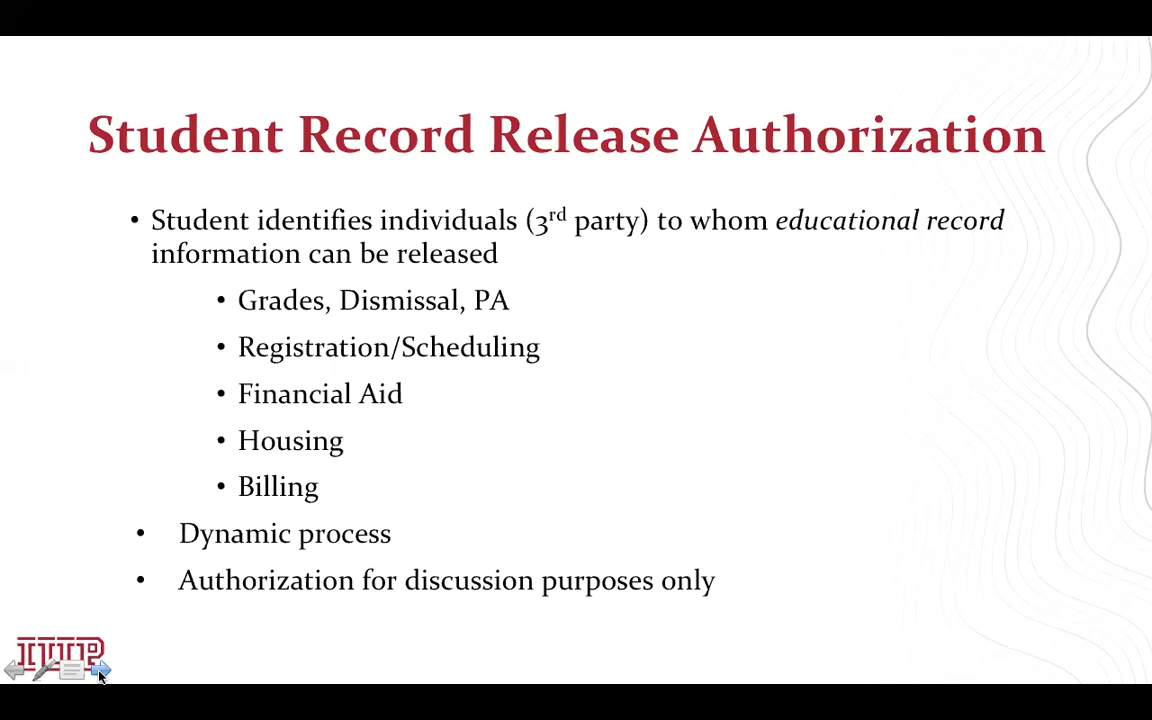 Student Record Release Authorization
• Student identifies individuals (3rd party) to whom educational record
information can be released
• Grades, Dismissal, PA
• Registration/Scheduling
• Financial Aid
• Housing
• Billing
• Dynamic process
• Authorization for discussion purposes only